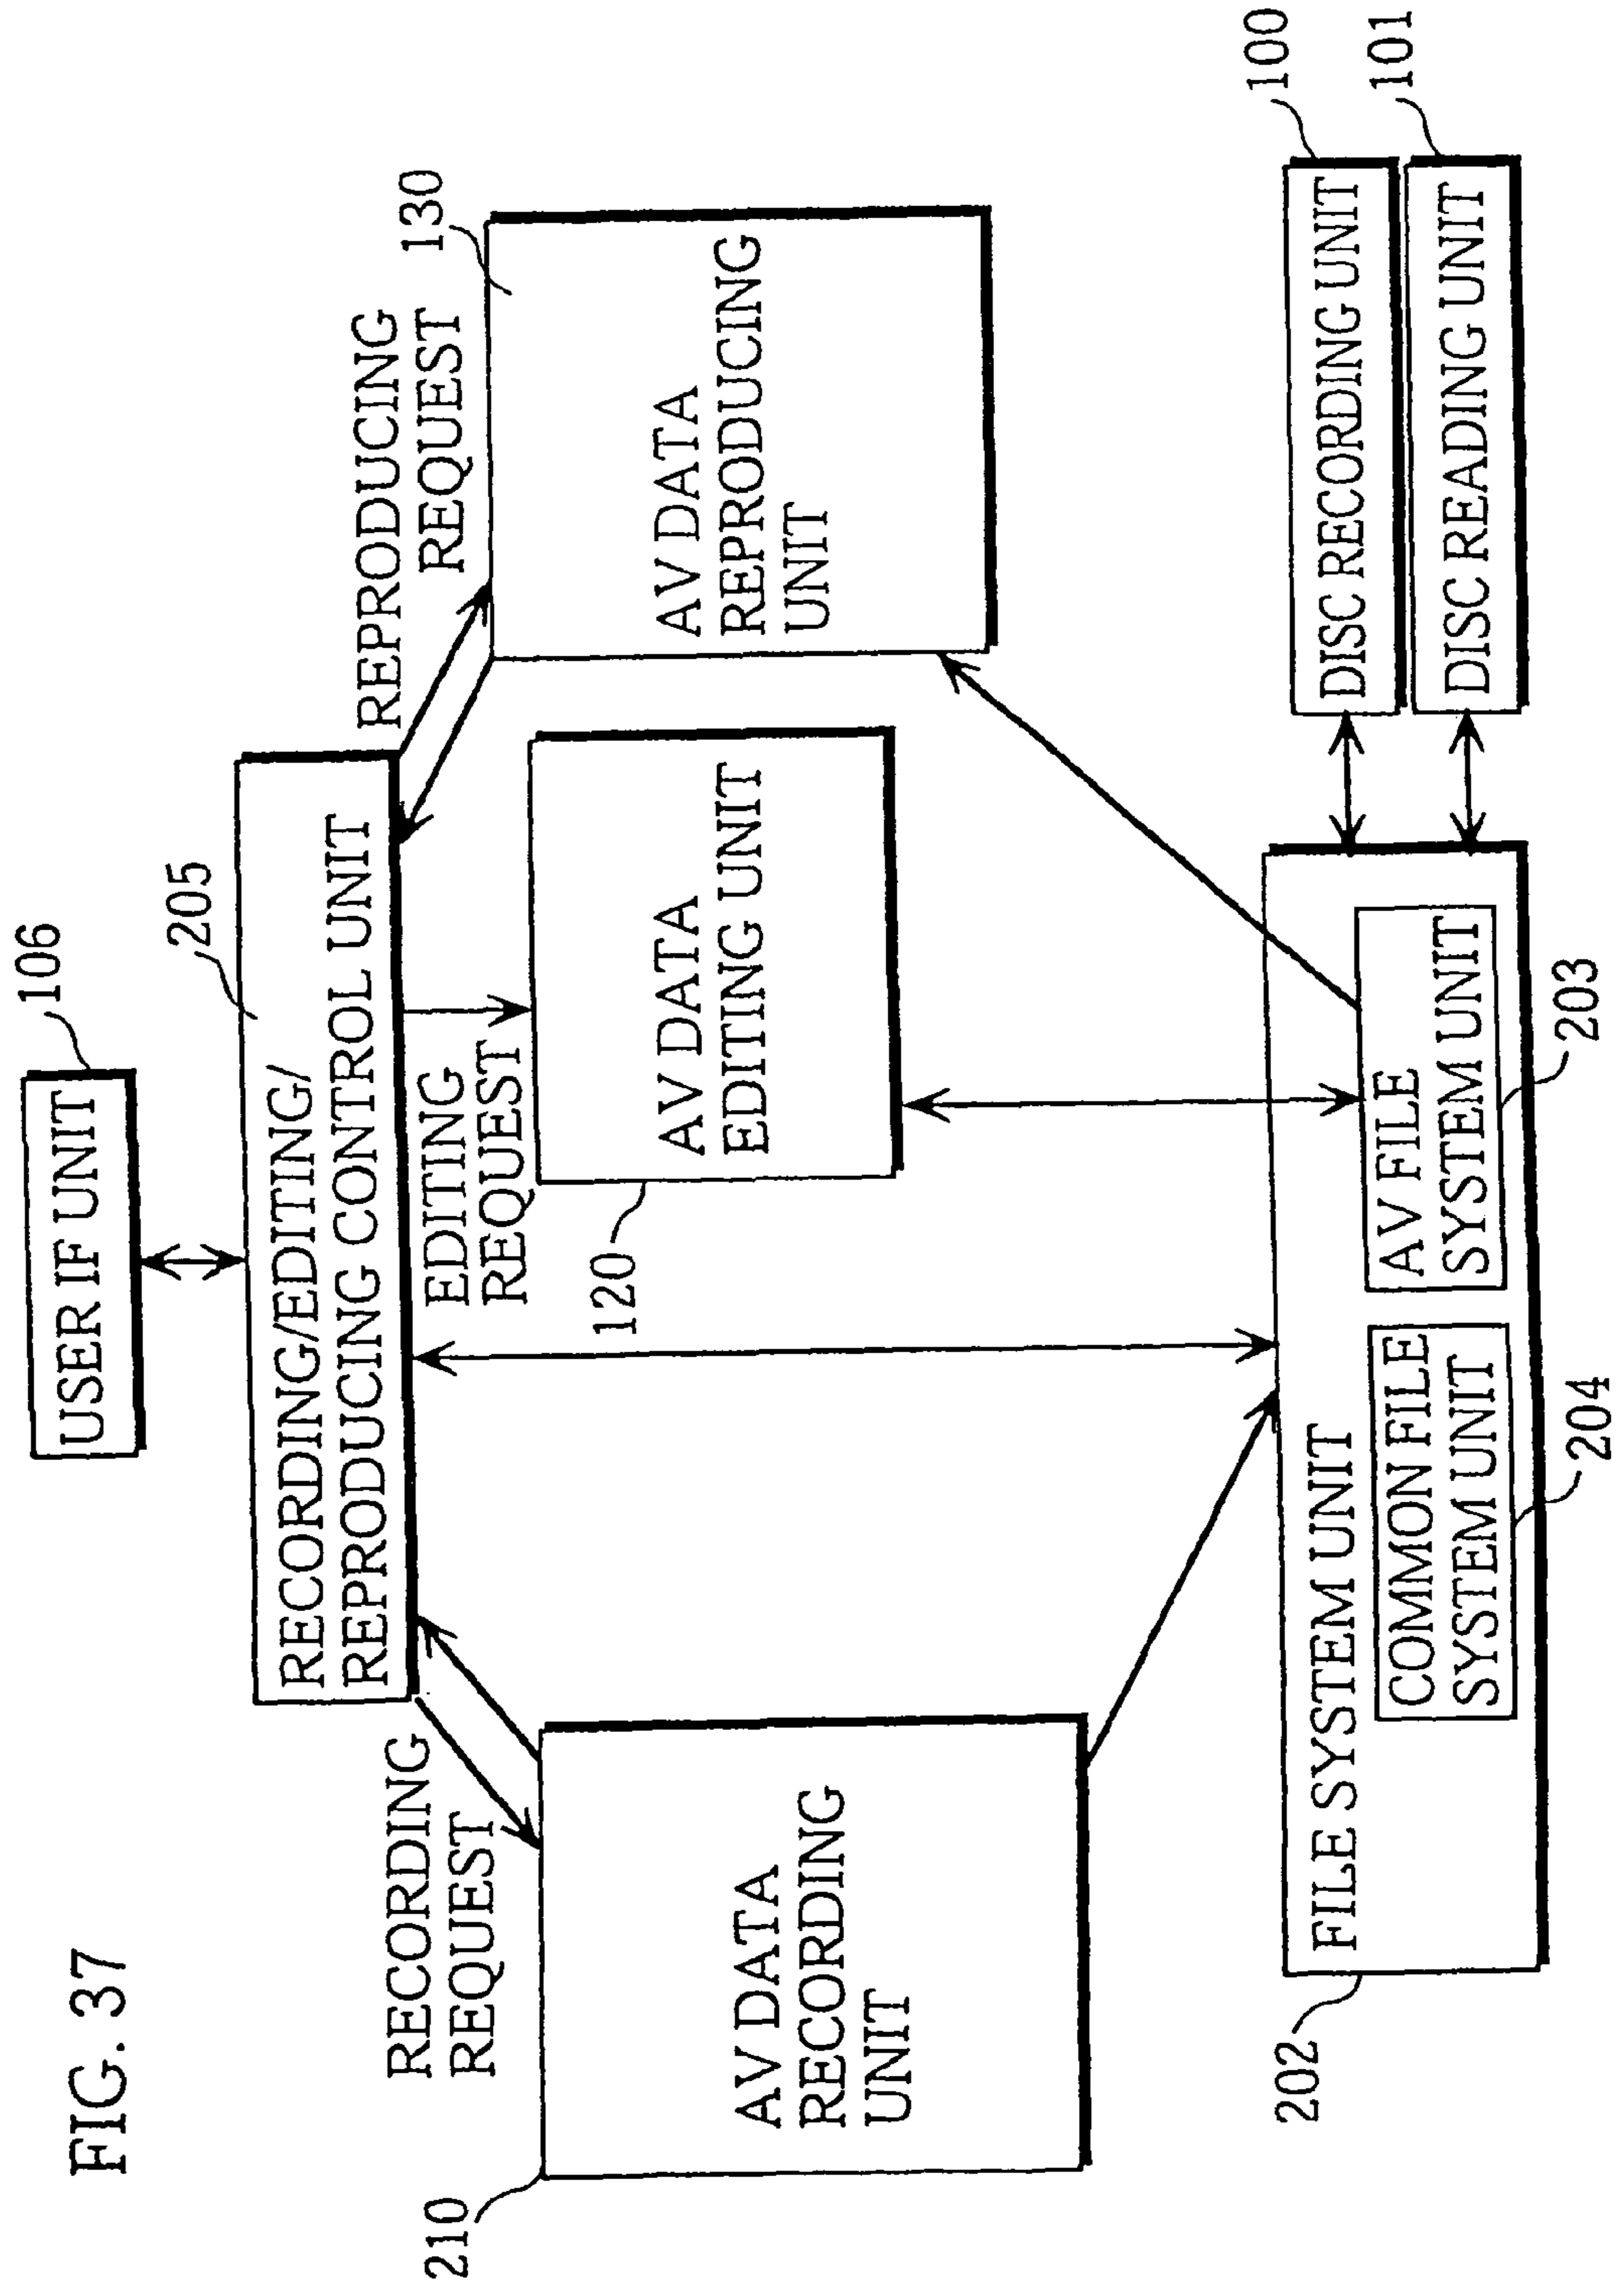 FIG. 37
USER IF UNIT
106
205
RECORDING/EDITING/
REPRODUCING CONTROL UNIT
RECORDING
REQUEST
EDITING
REQUEST
REPRODUCING
REQUEST
210
AV DATA
RECORDING
UNIT
120
AV DATA
EDITING UNIT
130
AV DATA
REPRODUCING
UNIT
202
FILE SYSTEM UNIT
COMMON FILE
SYSTEM UNIT
204
AV FILE
SYSTEM UNIT
203
DISC RECORDING UNIT
100
DISC READING UNIT
101